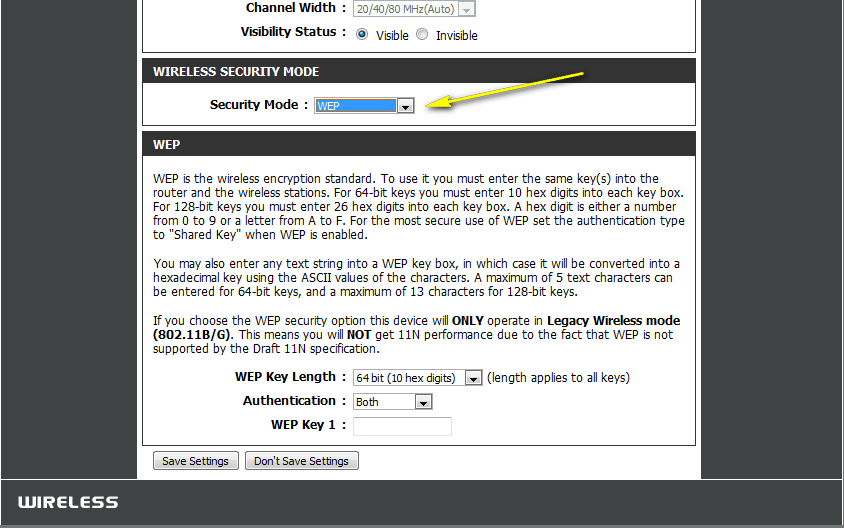 Channel Width : 20/40/80 MHz(Auto)
Visibility Status : Visible Invisible
WIRELESS SECURITY MODE
Security Mode : WEP
WEP
WEP is the wireless encryption standard. To use it you must enter the same key(s) into the
router and the wireless stations. For 64-bit keys you must enter 10 hex digits into each key box.
For 128-bit keys you must enter 26 hex digits into each key box. A hex digit is either a number
from 0 to 9 or a letter from A to F. For the most secure use of WEP set the authentication type
to "Shared Key" when WEP is enabled.
You may also enter any text string into a WEP key box, in which case it will be converted into a
hexadecimal key using the ASCII values of the characters. A maximum of 5 text characters can
be entered for 64-bit keys, and a maximum of 13 characters for 128-bit keys.
If you choose the WEP security option this device will ONLY operate in Legacy Wireless mode
(802.11B/G). This means you will NOT get 11N performance due to the fact that WEP is not
supported by the Draft 11N specification.
WEP Key Length : 64 bit (10 hex digits) (length applies to all keys)
Authentication : Both
WEP Key 1 :
Save Settings Don't Save Settings
WIRELESS